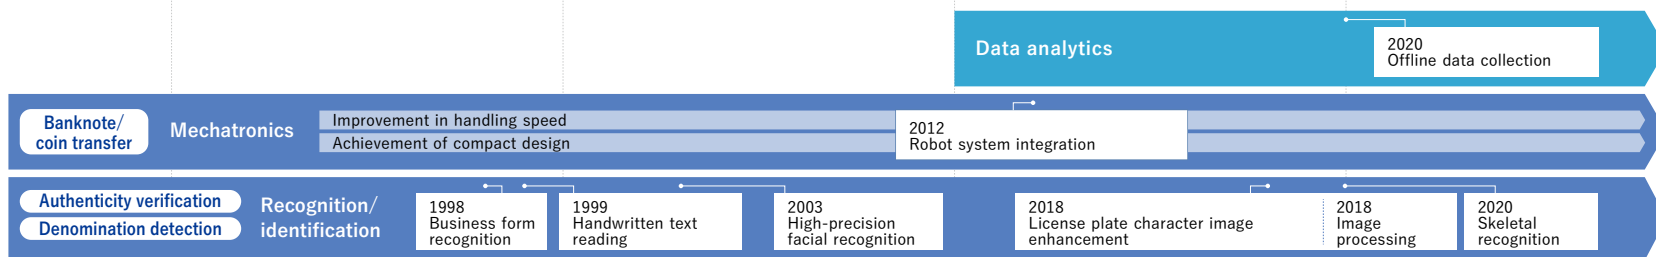 Data analytics
2020
Offline data collection
Banknote/
coin transfer
Mechatronics
Improvement in handling speed
Achievement of compact design
2012
Robot system integration
Authenticity verification
Denomination detection
Recognition/
identification
1998
Business form
recognition
1999
Handwritten text
reading
2003
High-precision
facial recognition
2018
License plate character image
enhancement
2018
Image
processing
2020
Skeletal
recognition